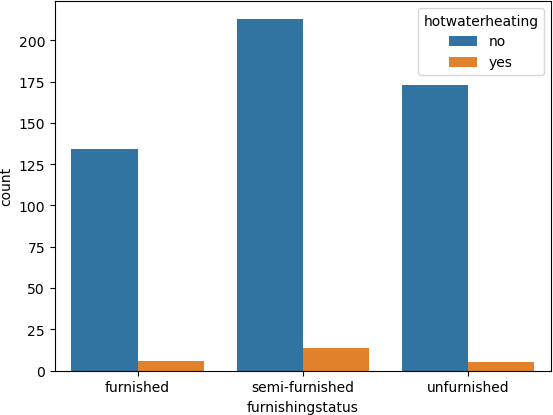 hotwaterheating
no
yes
200
175
150
125
100
75
50
25
0
count
furnished semi-furnished unfurnished
furnishingstatus